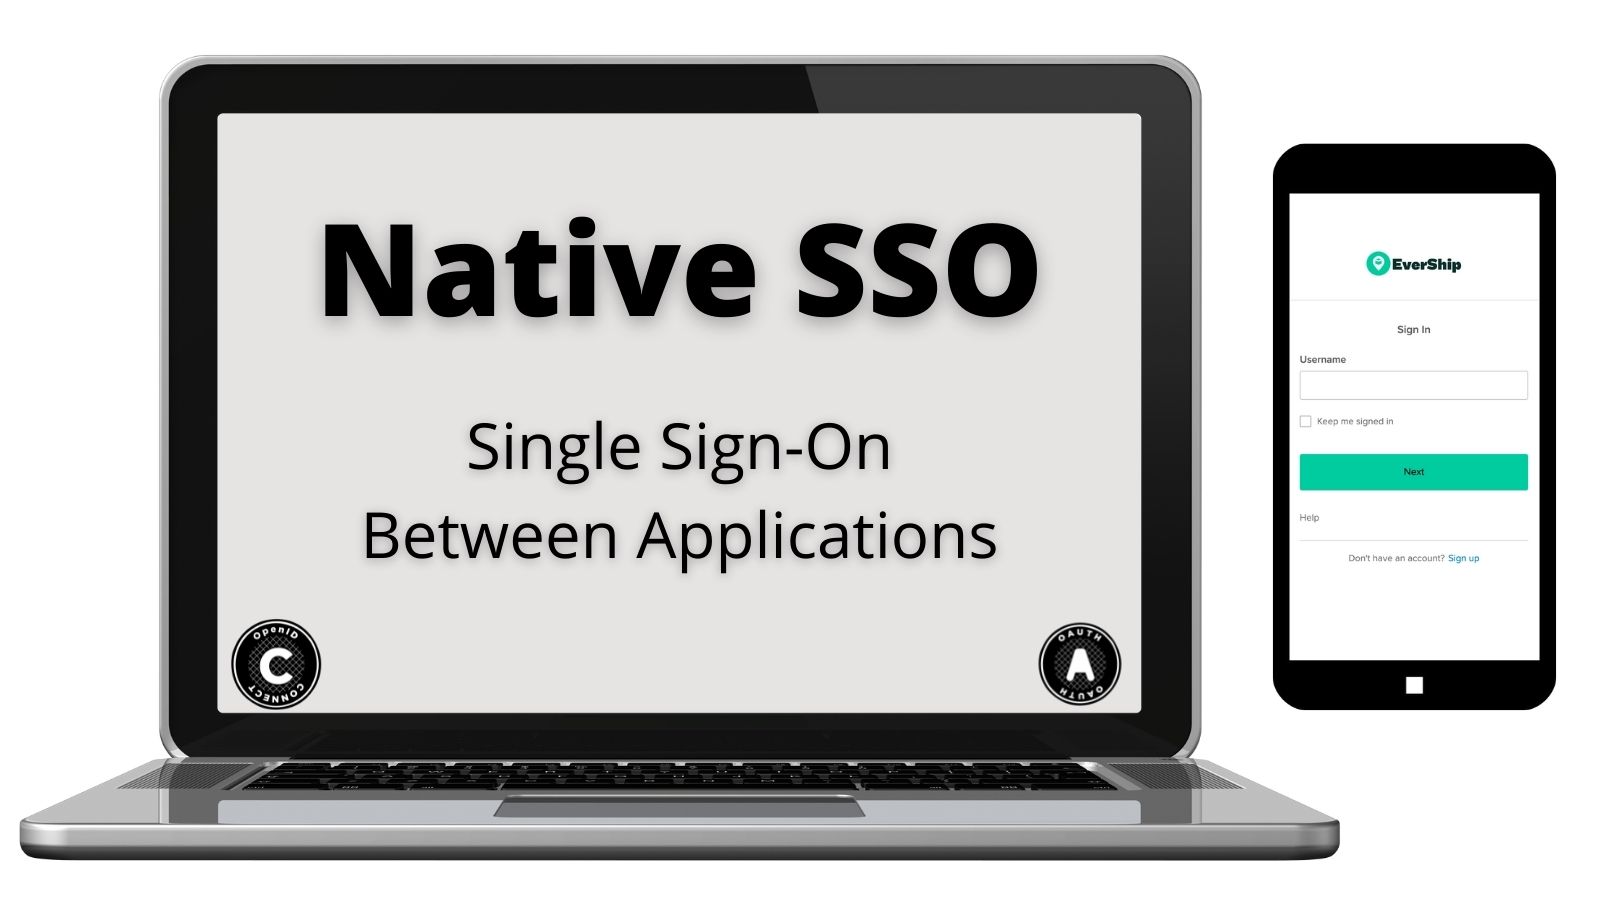 Native SSO
Single Sign-On
Between Applications
OpenID
C
CONNECT
OAUTH
A
OAUTH
EverShip
Sign In
Username
Keep me signed in
Next
Help
Don't have an account? Sign up